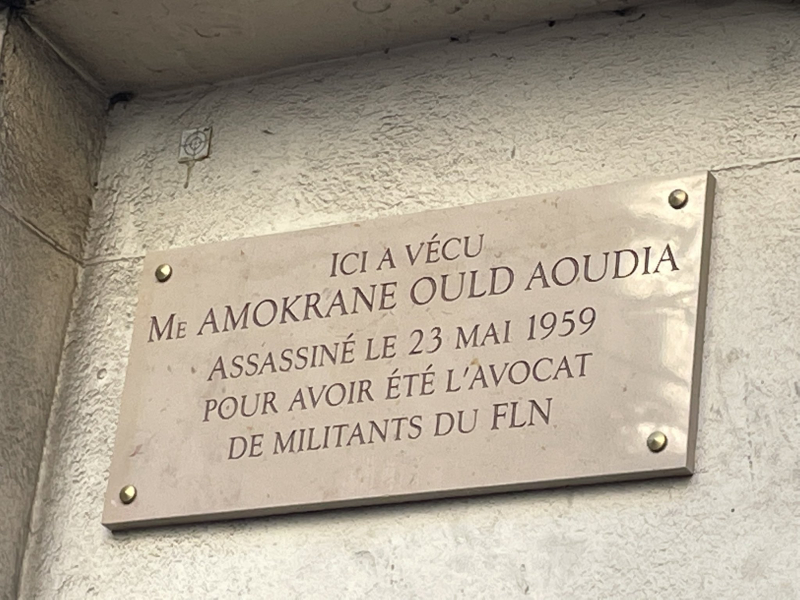 ICI A VÉCU
ME AMOKRANE OULD AOUDIA
ASSASSINÉ LE 23 MAI 1959
POUR AVOIR ÉTÉ L'AVOCAT
DE MILITANTS DU FLN